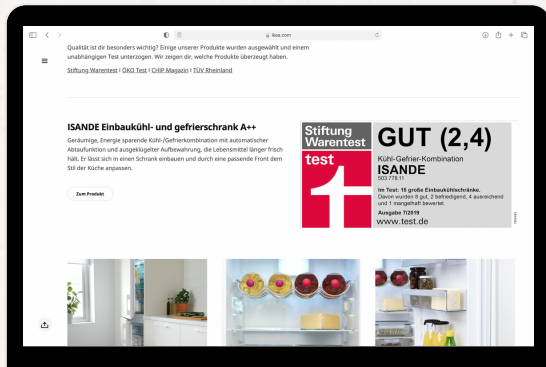 ikea.com
Qualität ist dir besonders wichtig? Einige unserer Produkte wurden ausgewählt und einem
unabhängigen Test unterzogen. Wir zeigen dir, welche Produkte überzeugt haben.
Stiftung Warentest I ÖKO Test I CHIP Magazin I TÜV Rheinland
ISANDE Einbaukühl- und gefrierschrank A++
Geräumige, Energie sparende Kühl-/Gefrierkombination mit automatischer
Abtaufunktion und ausgeklügelter Aufbewahrung, die Lebensmittel länger frisch
hält. Er lässt sich in einen Schrank einbauen und durch eine passende Front dem
Stil der Küche anpassen.
Zum Produkt
Stiftung
Warentest
test
GUT (2,4)
Kühl-Gefrier-Kombination
ISANDE
503.778.11
Im Test: 15 große Einbaukühlschränke.
Davon wurden 8 gut, 2 befriedigend, 4 ausreichend
und 1 mangelhaft bewertet.
Ausgabe 7/2019
www.test.de